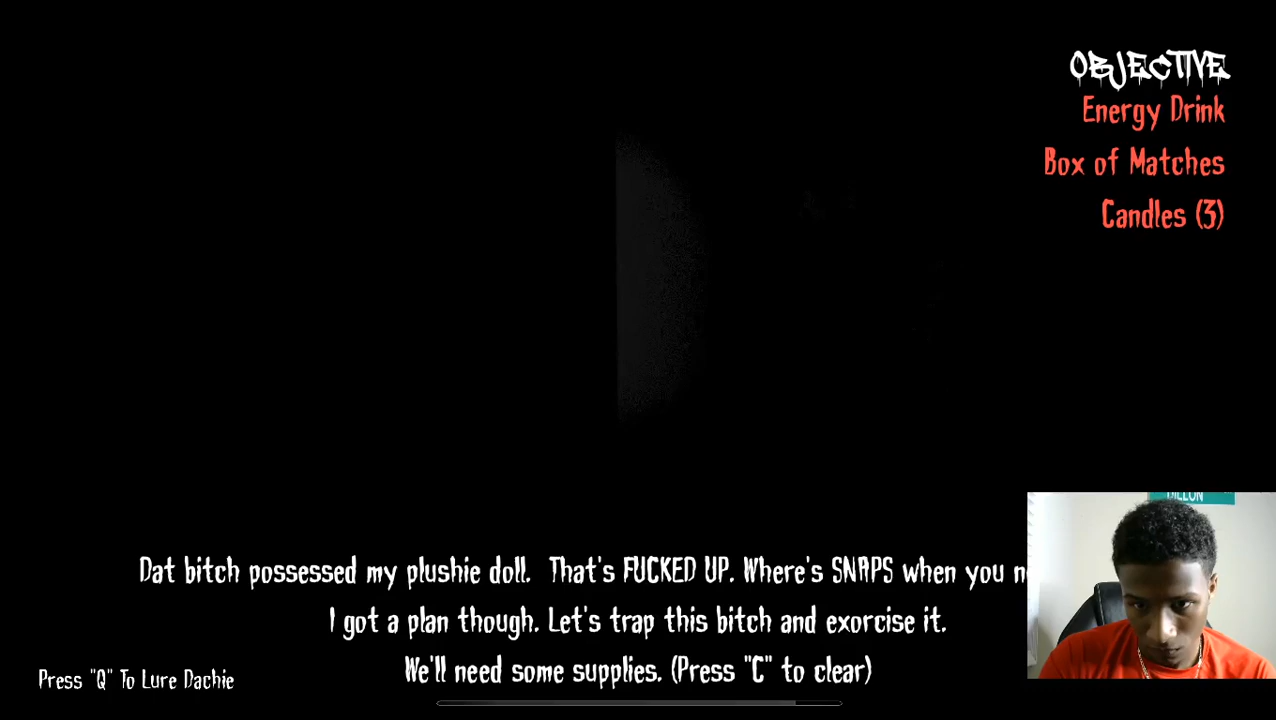 OBJECTIVE
Energy Drink
Box of Matches
Candles (3)
DILLON
Dat bitch possessed my plushie doll. That's FUCKED UP. Where's SNAPS when you
I got a plan though. Let's trap this bitch and exorcise it.
We'll need some supplies. (Press "C" to clear)
Press "Q" To Lure Dachie